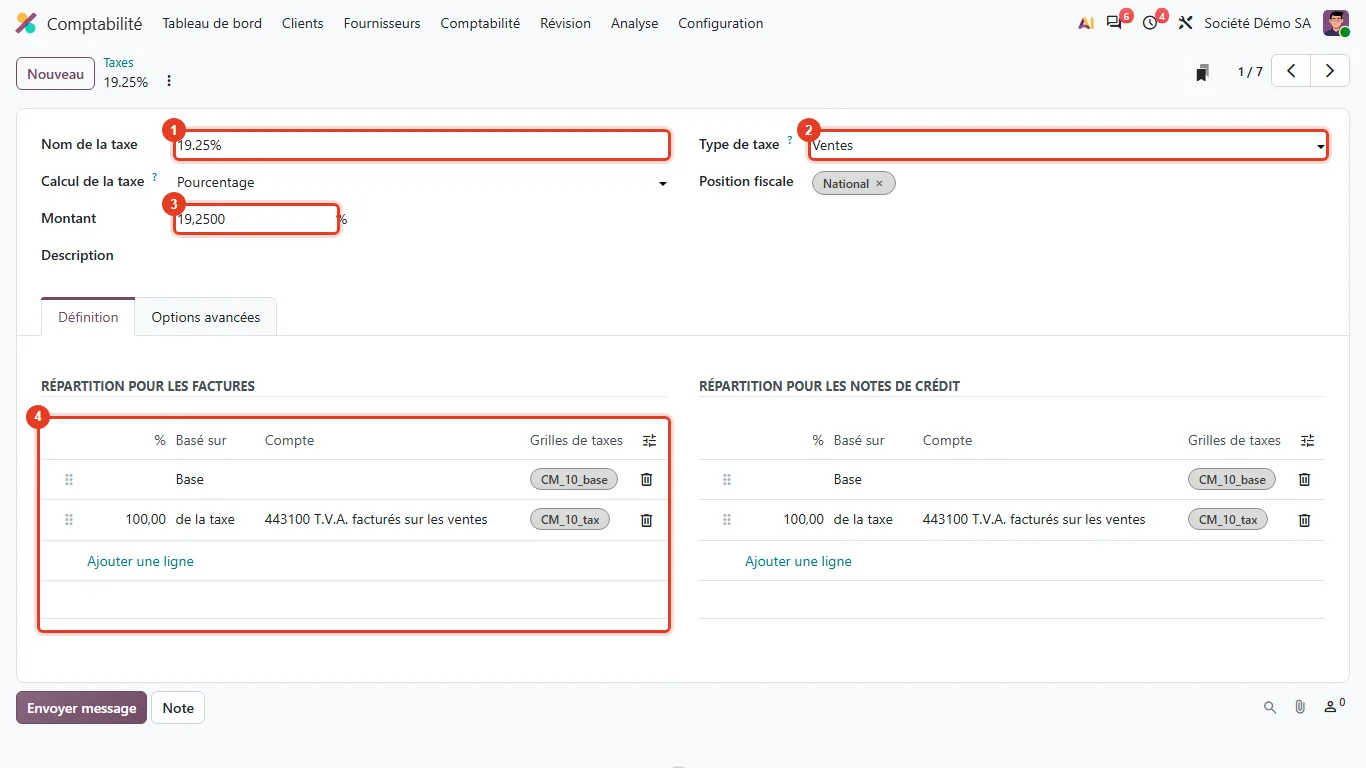 Comptabilité Tableau de bord Clients Fournisseurs Comptabilité Révision Analyse Configuration AI 6 4 Société Démo SA
Nouveau
Taxes
19.25%
1 / 7
1
2
Nom de la taxe 19.25%
Type de taxe ? Ventes
Calcul de la taxe ? Pourcentage
Position fiscale National ×
3
Montant 19,2500 %
Description
Définition Options avancées
RÉPARTITION POUR LES FACTURES
RÉPARTITION POUR LES NOTES DE CRÉDIT
4
% Basé sur Compte Grilles de taxes
% Basé sur Compte Grilles de taxes
Base CM_10_base
Base CM_10_base
100,00 de la taxe 443100 T.V.A. facturés sur les ventes CM_10_tax
100,00 de la taxe 443100 T.V.A. facturés sur les ventes CM_10_tax
Ajouter une ligne
Ajouter une ligne
Envoyer message Note
0